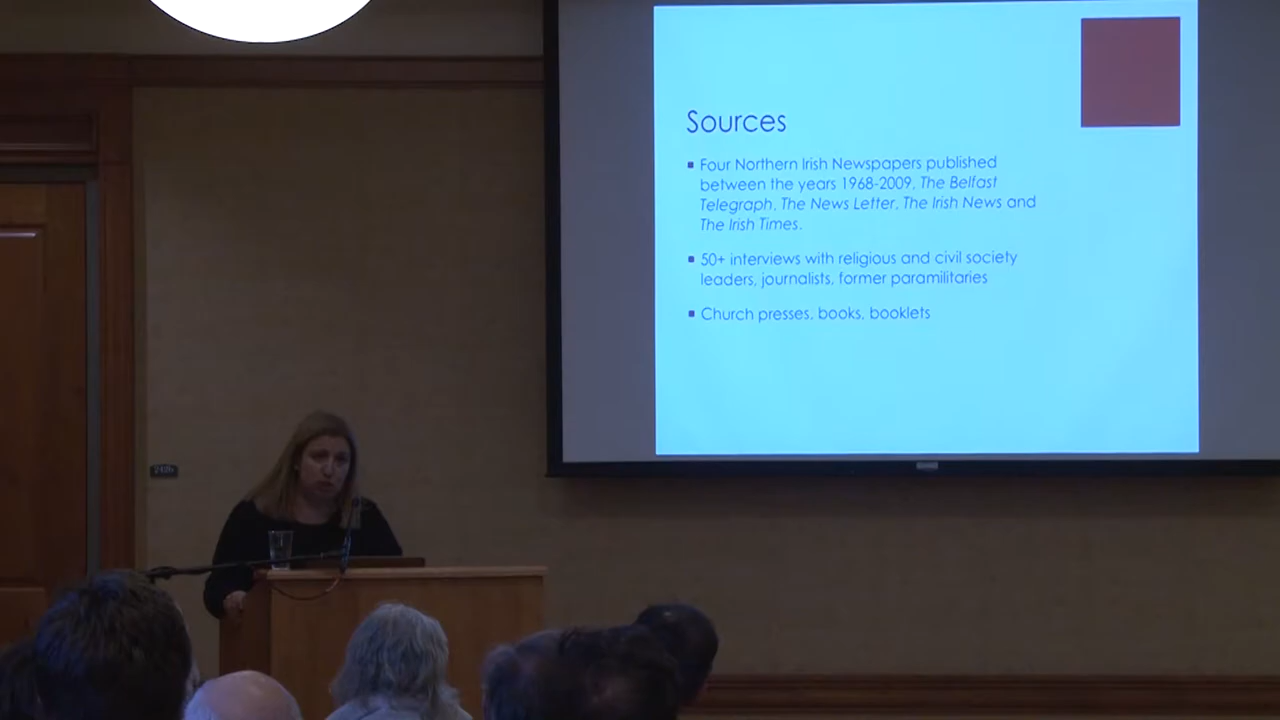 Sources
▪ Four Northern Irish Newspapers published
between the years 1968-2009, The Belfast
Telegraph, The News Letter, The Irish News and
The Irish Times.
▪ 50+ interviews with religious and civil society
leaders, journalists, former paramilitaries
▪ Church presses, books, booklets